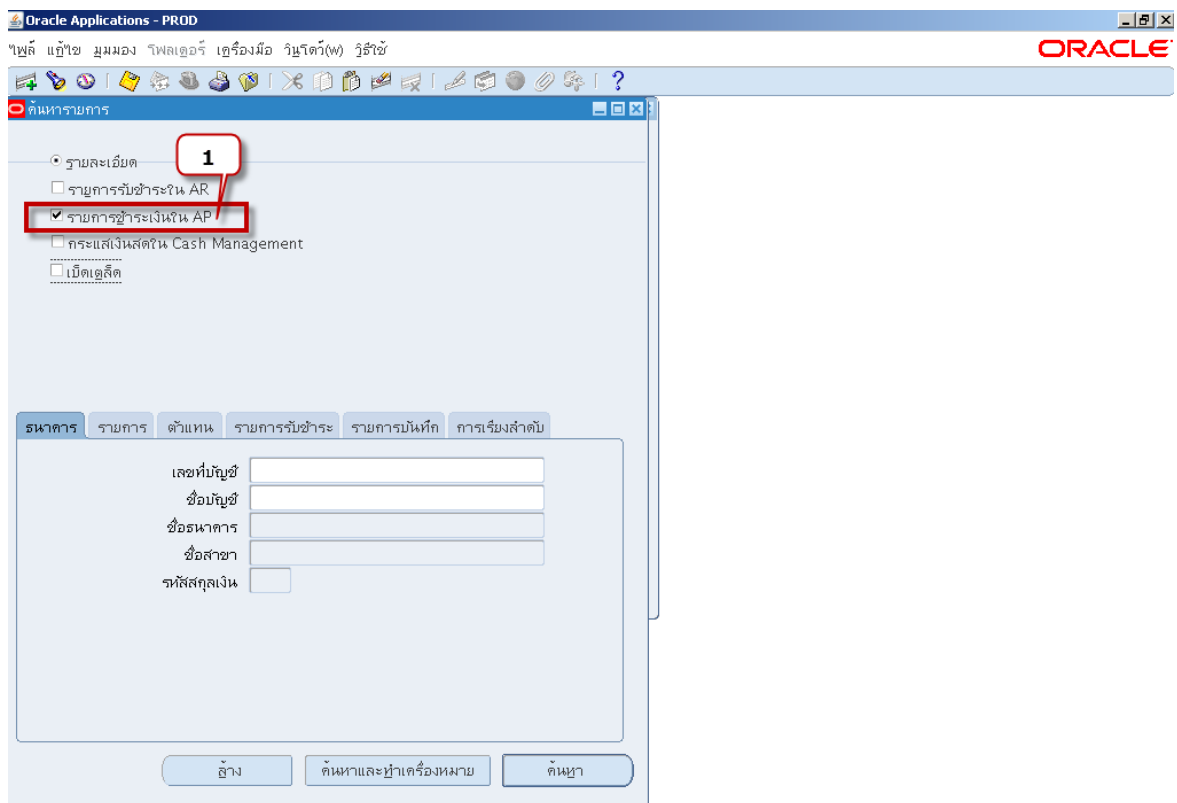 Oracle Applications - PROD
ไฟล์ แก้ไข มุมมอง โฟลเดอร์ เครื่องมือ วินโดว์(w) วิธีใช้
ORACLE
ค้นหารายการ
รายละเอียด
1
รายการรับชำระใน AR
รายการชำระเงินใน AP
กระแสเงินสดใน Cash Management
เบ็ดเตล็ด
ธนาคาร รายการ ตัวแทน รายการรับชำระ รายการบันทึก การเรียงลำดับ
เลขที่บัญชี
ชื่อบัญชี
ชื่อธนาคาร
ชื่อสาขา
รหัสสกุลเงิน
ล้าง ค้นหาและทำเครื่องหมาย ค้นหา